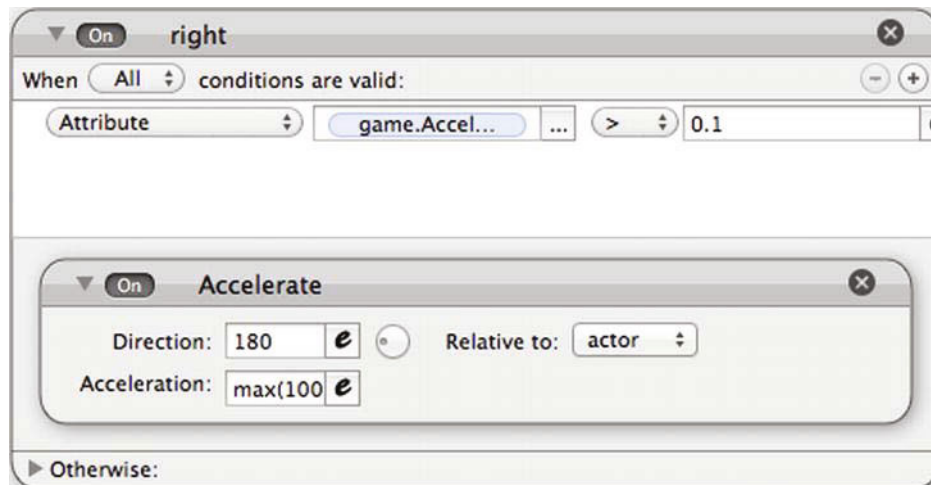 On right
When All conditions are valid:
Attribute game.Accel... ... > 0.1
On Accelerate
Direction: 180 e Relative to: actor
Acceleration: max(100 e
Otherwise: